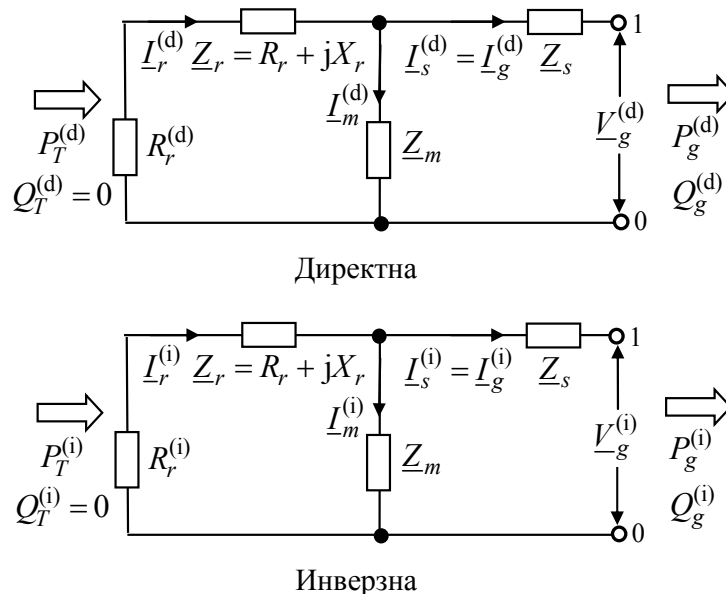 1
I_r^(d) Z_r = R_r + jX_r I_s^(d) = I_g^(d) Z_s
I_m^(d)
P_T^(d) R_r^(d) Z_m V_g^(d) P_g^(d)
Q_T^(d) = 0 Q_g^(d)
0
Директна
1
I_r^(i) Z_r = R_r + jX_r I_s^(i) = I_g^(i) Z_s
I_m^(i)
P_T^(i) R_r^(i) Z_m V_g^(i) P_g^(i)
Q_T^(i) = 0 Q_g^(i)
0
Инверзна